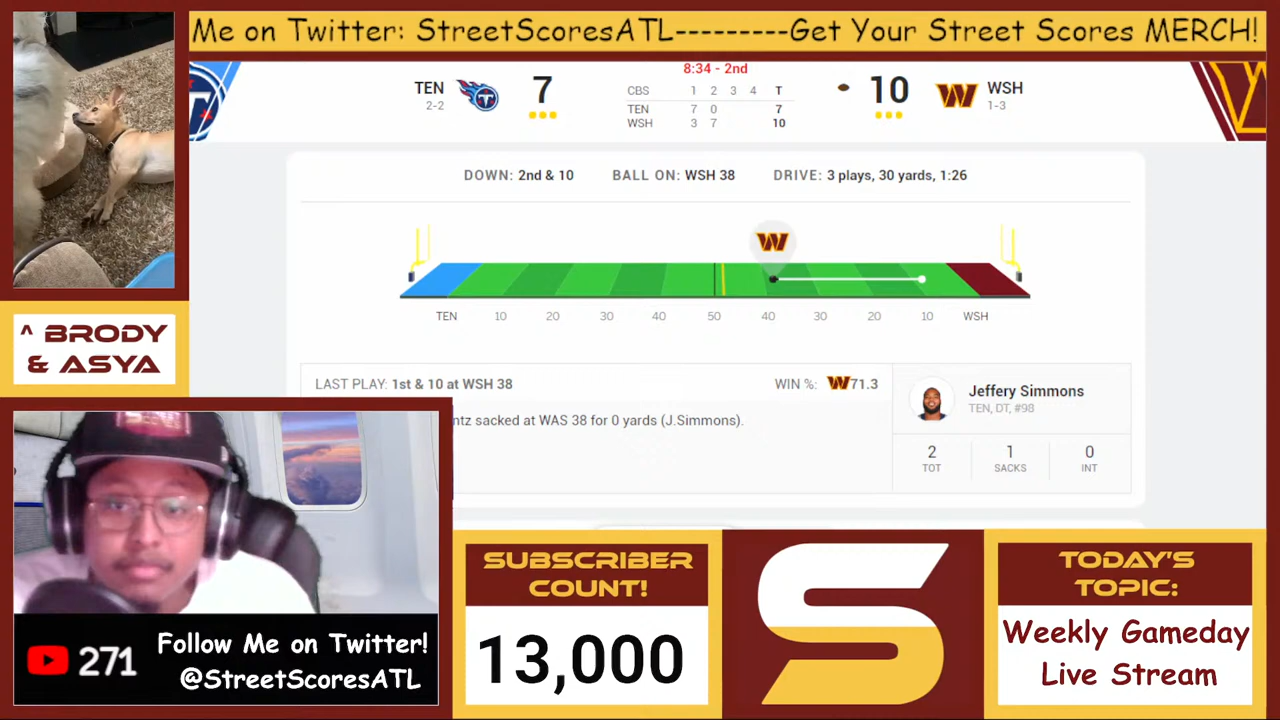 Me on Twitter: StreetScoresATL---------Get Your Street Scores MERCH!
8:34 - 2nd
TEN
2-2
7
CBS 1 2 3 4 T
TEN 7 0 7
WSH 3 7 10
10
WSH
1-3
DOWN: 2nd & 10 BALL ON: WSH 38 DRIVE: 3 plays, 30 yards, 1:26
TEN 10 20 30 40 50 40 30 20 10 WSH
LAST PLAY: 1st & 10 at WSH 38
WIN %: W 71.3
ntz sacked at WAS 38 for 0 yards (J.Simmons).
Jeffery Simmons
TEN, DT, #98
2 1 0
TOT SACKS INT
^ BRODY
& ASYA
271
Follow Me on Twitter!
@StreetScoresATL
SUBSCRIBER
COUNT!
13,000
S
TODAY'S
TOPIC:
Weekly Gameday
Live Stream